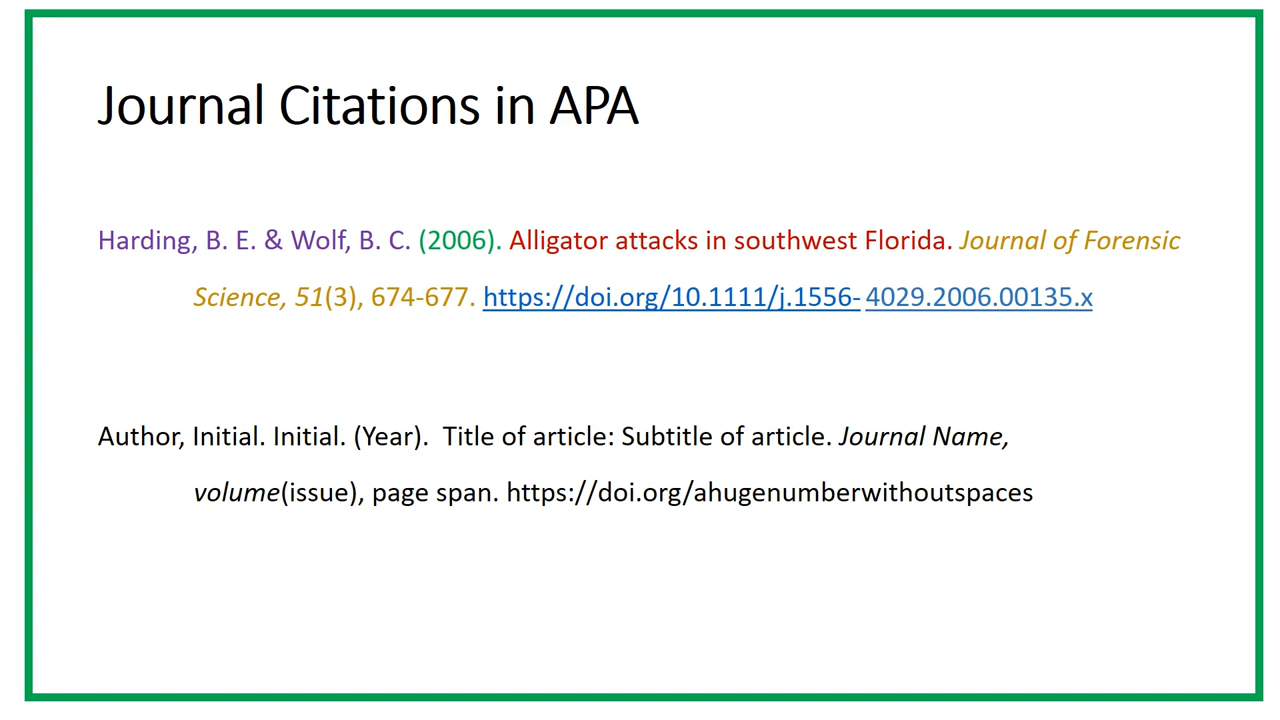 Journal Citations in APA
Harding, B. E. & Wolf, B. C. (2006). Alligator attacks in southwest Florida. Journal of Forensic
Science, 51(3), 674-677. https://doi.org/10.1111/j.1556- 4029.2006.00135.x
Author, Initial. Initial. (Year).  Title of article: Subtitle of article. Journal Name,
volume(issue), page span. https://doi.org/ahugenumberwithoutspaces